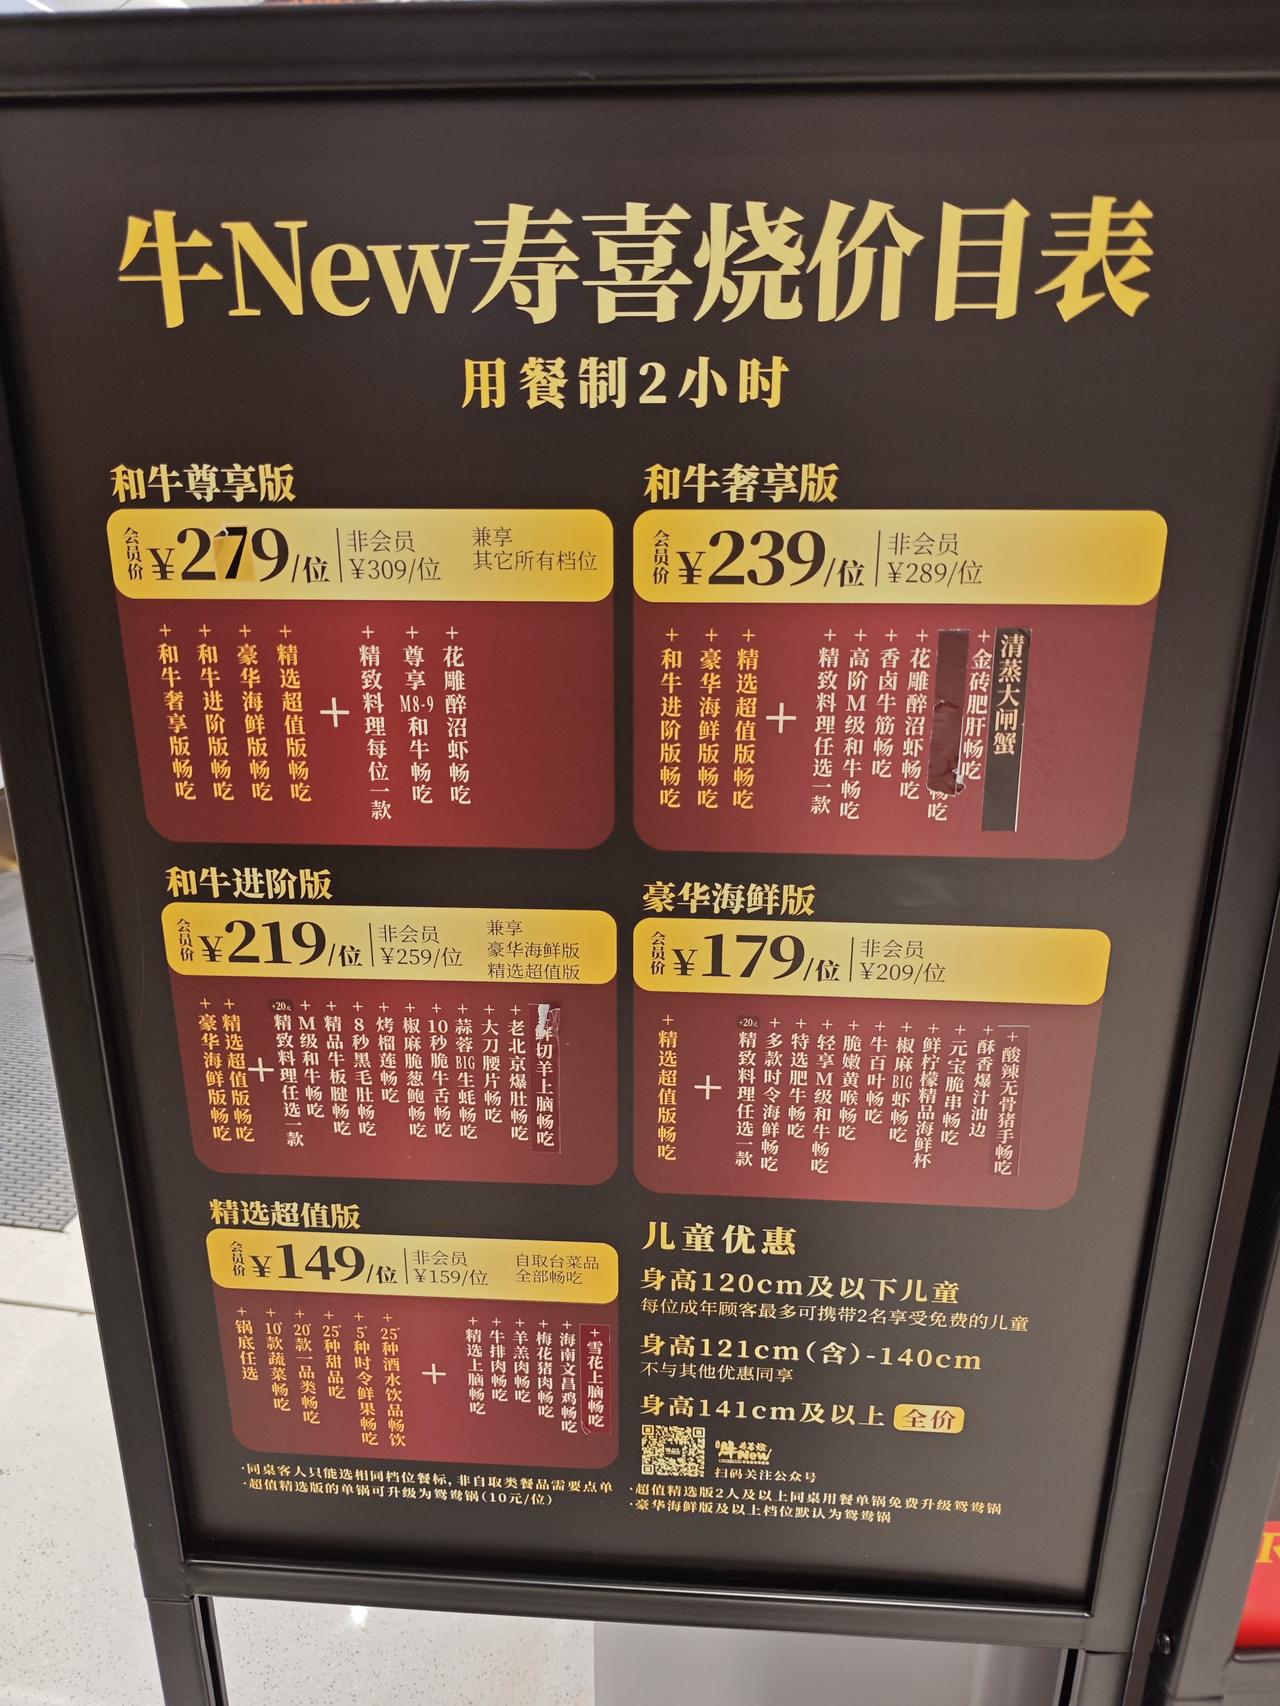 牛New寿喜烧价目表
用餐制2小时
和牛尊享版
会员价 ¥279/位
非会员
¥309/位
兼享
其它所有档位
+和牛奢享版畅吃
+和牛进阶版畅吃
+豪华海鲜版畅吃
+精选超值版畅吃
+
+精致料理每位一款
+尊享M8-9和牛畅吃
+花雕醉沼虾畅吃
和牛奢享版
会员价 ¥239/位
非会员
¥289/位
+和牛进阶版畅吃
+豪华海鲜版畅吃
+精选超值版畅吃
+
+精致料理任选一款
+高阶M级和牛畅吃
+香卤牛筋畅吃
+花雕醉沼虾畅吃
畅吃
+金砖肥肝畅吃
清蒸大闸蟹
和牛进阶版
会员价 ¥219/位
非会员
¥259/位
兼享
豪华海鲜版
精选超值版
+豪华海鲜版畅吃
+精选超值版畅吃
+
+20元 精致料理任选一款
+M级和牛畅吃
+精品牛板腱畅吃
+8秒黑毛肚畅吃
+烤榴莲畅吃
+椒麻脆葱鲍畅吃
+10秒脆牛舌畅吃
+蒜蓉BIG生蚝畅吃
+大刀腰片畅吃
+老北京爆肚畅吃
鲜切羊上脑畅吃
豪华海鲜版
会员价 ¥179/位
非会员
¥209/位
+精选超值版畅吃
+
+20元 精致料理任选一款
+多款时令海鲜畅吃
+特选肥牛畅吃
+轻享M级和牛畅吃
+脆嫩黄喉畅吃
+牛百叶畅吃
+椒麻BIG虾畅吃
+鲜柠檬精品海鲜杯
+元宝脆串畅吃
+酥香爆汁油边
+酸辣无骨猪手畅吃
精选超值版
会员价 ¥149/位
非会员
¥159/位
自取台菜品
全部畅吃
+锅底任选
+10+款蔬菜畅吃
+20+款一品类畅吃
+25+种甜品吃
+5+种时令鲜果畅吃
+25+种酒水饮品畅饮
+
+精选上脑畅吃
+牛排肉畅吃
+羊羔肉畅吃
+梅花猪肉畅吃
+海南文昌鸡畅吃
+雪花上脑畅吃
儿童优惠
身高120cm及以下儿童
每位成年顾客最多可携带2名享受免费的儿童
身高121cm(含)-140cm
不与其他优惠同享
身高141cm及以上 全价
牛New
扫码关注公众号
·同桌客人只能选相同档位餐标,非自取类餐品需要点单
·超值精选版的单锅可升级为鸳鸯锅(10元/位)
·超值精选版2人及以上同桌用餐单锅免费升级鸳鸯锅
·豪华海鲜版及以上档位默认为鸳鸯锅